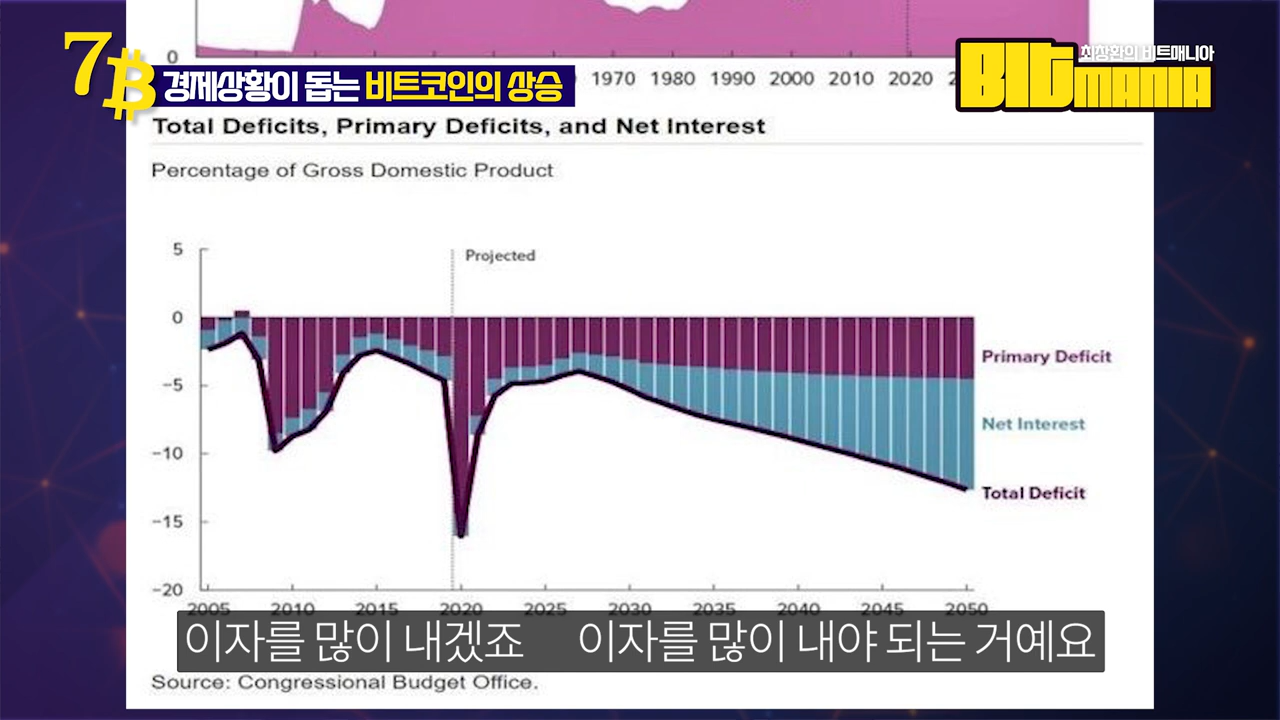 0
1970 1980 1990 2000 2010 2020
7
경제상황이 돕는 비트코인의 상승
최창환의 비트매니아
BIT MANIA
Total Deficits, Primary Deficits, and Net Interest
Percentage of Gross Domestic Product
5
Projected
0
Primary Deficit
−5
Net Interest
−10
Total Deficit
−15
−20
2005 2010 2015 2020 2025 2030 2035 2040 2045 2050
이자를 많이 내겠죠 이자를 많이 내야 되는 거예요
Source: Congressional Budget Office.